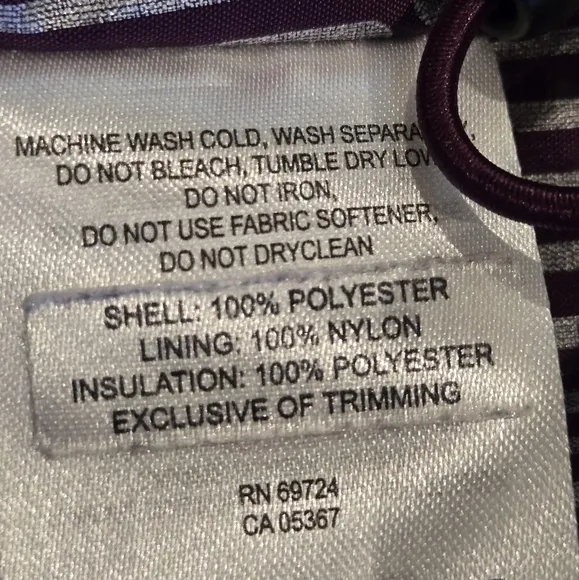 MACHINE WASH COLD, WASH
DO NOT BLEACH, TUMBLE DRY
DO NOT IRON,
DO NOT USE FABRIC SOFTENER,
DO NOT DRYCLEAN
SHELL: 100% POLYESTER
LINING: 100% NYLON
INSULATION: 100% POLYESTER
EXCLUSIVE OF TRIMMING
RN 69724
CA 05367